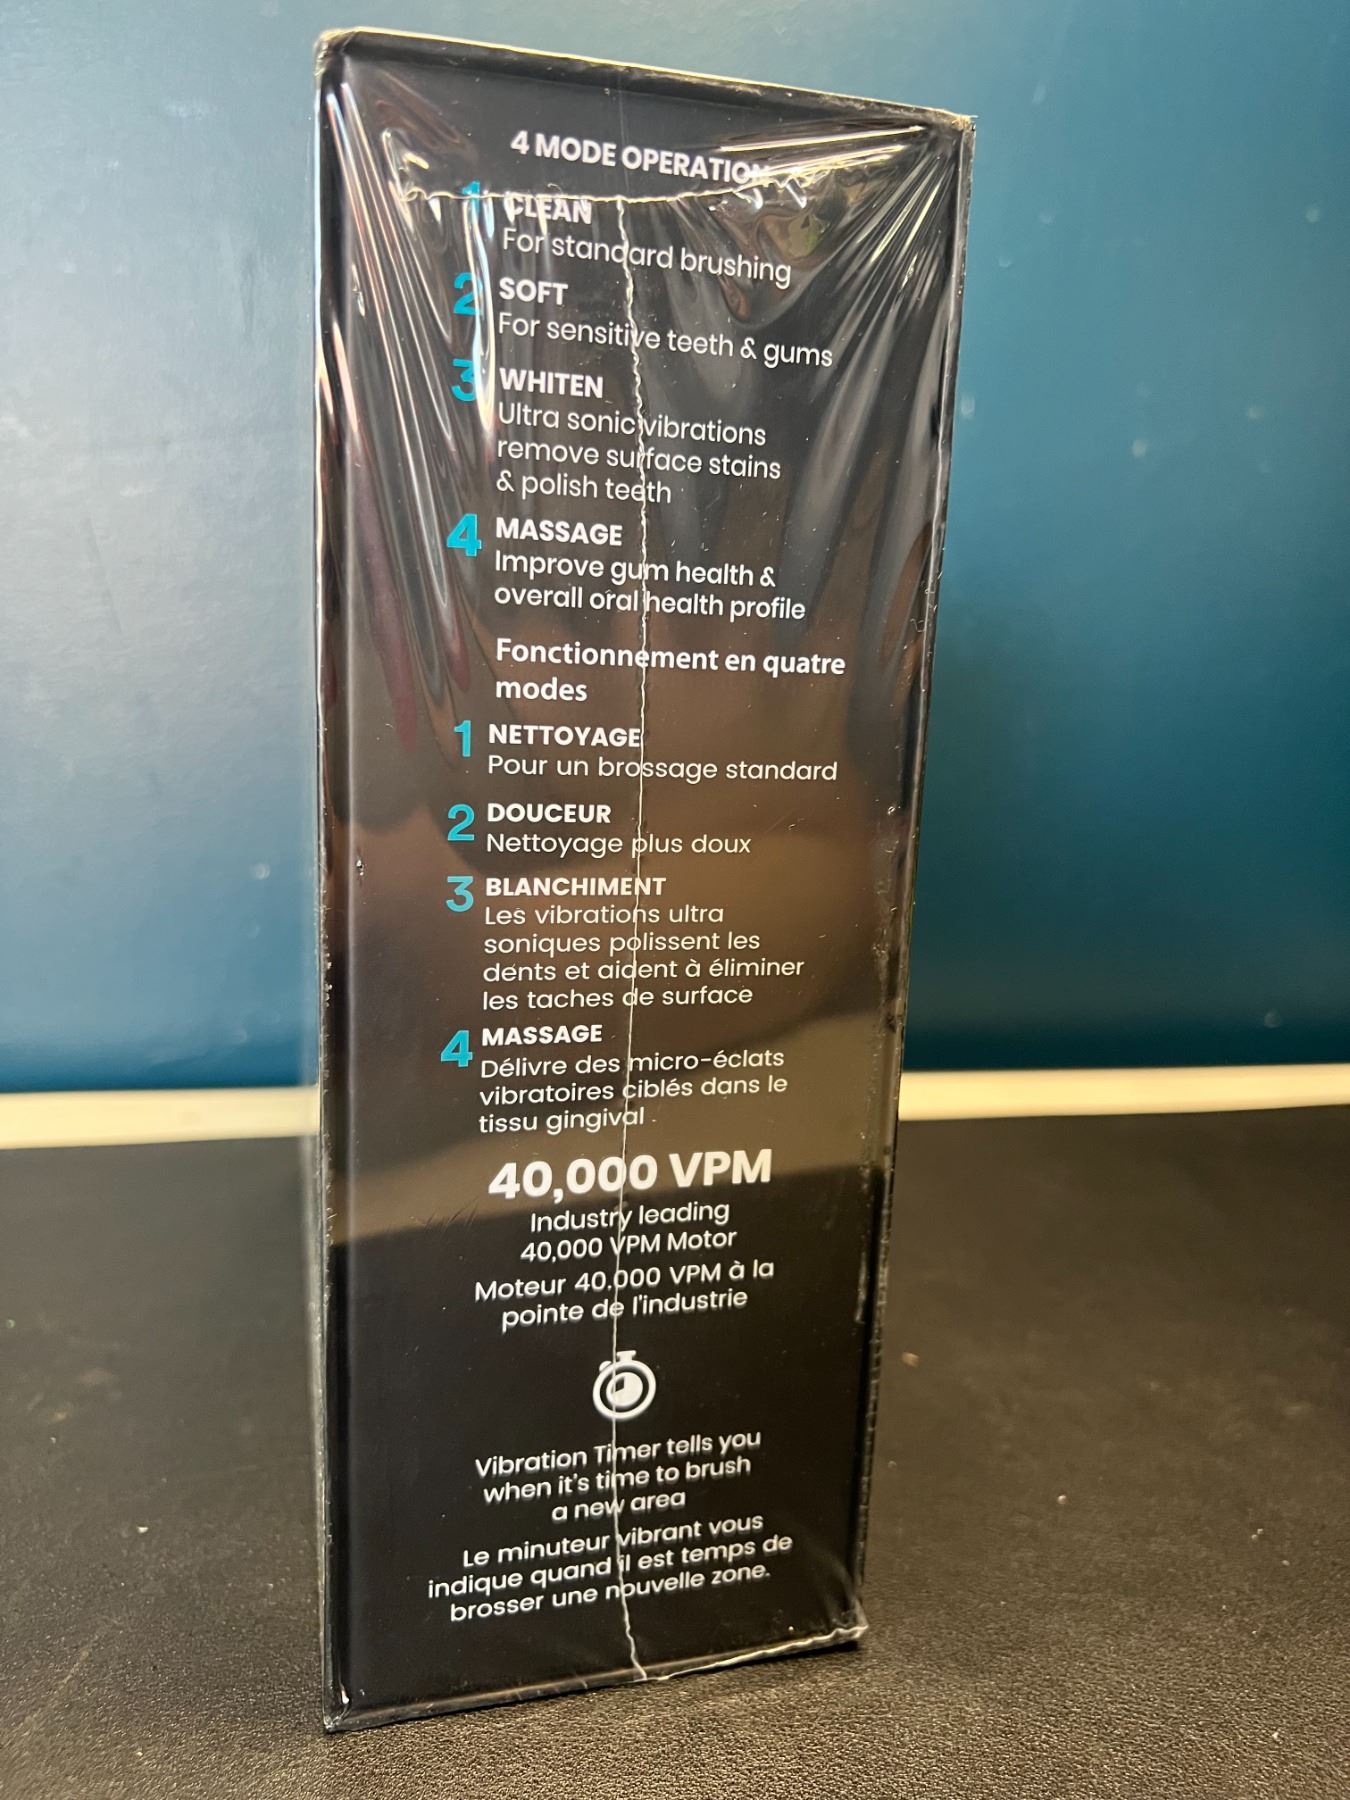 4 MODE OPERATION
1 CLEAN
For standard brushing
2 SOFT
For sensitive teeth & gums
3 WHITEN
Ultra sonic vibrations
remove surface stains
& polish teeth
4 MASSAGE
Improve gum health &
overall oral health profile
Fonctionnement en quatre
modes
1 NETTOYAGE
Pour un brossage standard
2 DOUCEUR
Nettoyage plus doux
3 BLANCHIMENT
Les vibrations ultra
soniques polissent les
dents et aident à éliminer
les taches de surface
4 MASSAGE
Délivre des micro-éclats
vibratoires ciblés dans le
tissu gingival
40,000 VPM
Industry leading
40,000 VPM Motor
Moteur 40.000 VPM à la
pointe de l'industrie
Vibration Timer tells you
when it's time to brush
a new area
Le minuteur vibrant vous
indique quand il est temps de
brosser une nouvelle zone.